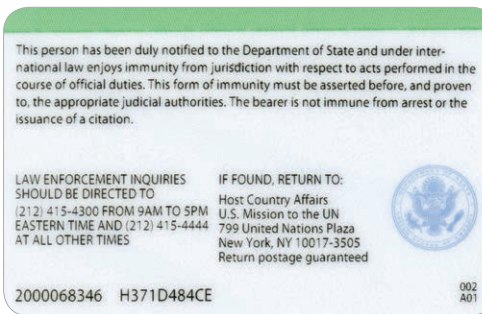 This person has been duly notified to the Department of State and under inter-
national law enjoys immunity from jurisdiction with respect to acts performed in the
course of official duties. This form of immunity must be asserted before, and proven
to, the appropriate judicial authorities. The bearer is not immune from arrest or the
issuance of a citation.
LAW ENFORCEMENT INQUIRIES
SHOULD BE DIRECTED TO
(212) 415-4300 FROM 9AM TO 5PM
EASTERN TIME AND (212) 415-4444
AT ALL OTHER TIMES
IF FOUND, RETURN TO:
Host Country Affairs
U.S. Mission to the UN
799 United Nations Plaza
New York, NY 10017-3505
Return postage guaranteed
2000068346 H371D484CE
002
A01